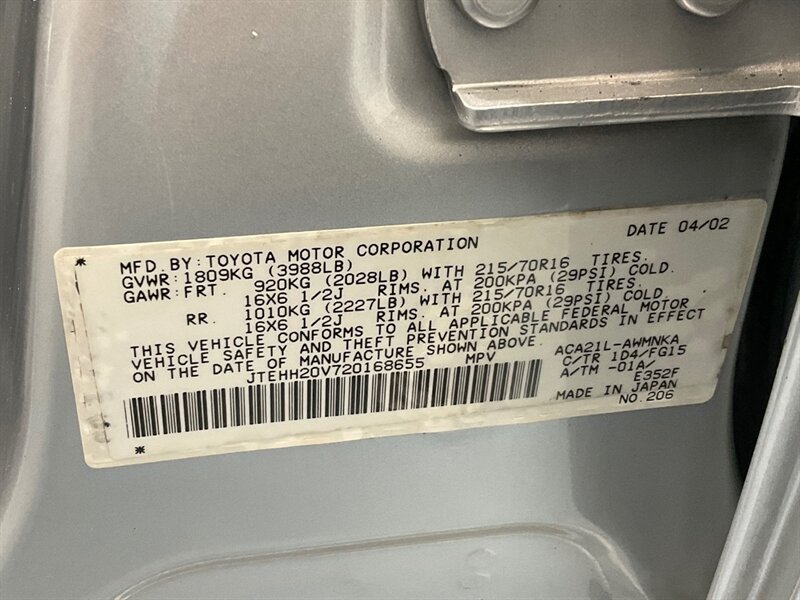 DATE 04/02
* MFD.BY:TOYOTA MOTOR CORPORATION
GVWR:1809KG (3988LB)
GAWR:FRT. 920KG (2028LB) WITH 215/70R16 TIRES.
16X6 1/2J RIMS. AT 200KPA (29PSI) COLD.
RR. 1010KG (2227LB) WITH 215/70R16 TIRES.
16X6 1/2J RIMS. AT 200KPA (29PSI) COLD
THIS VEHICLE CONFORMS TO ALL APPLICABLE FEDERAL MOTOR
VEHICLE SAFETY AND THEFT PREVENTION STANDARDS IN EFFECT
ON THE DATE OF MANUFACTURE SHOWN ABOVE.
JTEHH20V720168655 MPV
ACA21L-AWMNKA
C/TR 1D4/FG15
A/TM -01A/
E352F
MADE IN JAPAN
NO.206
*